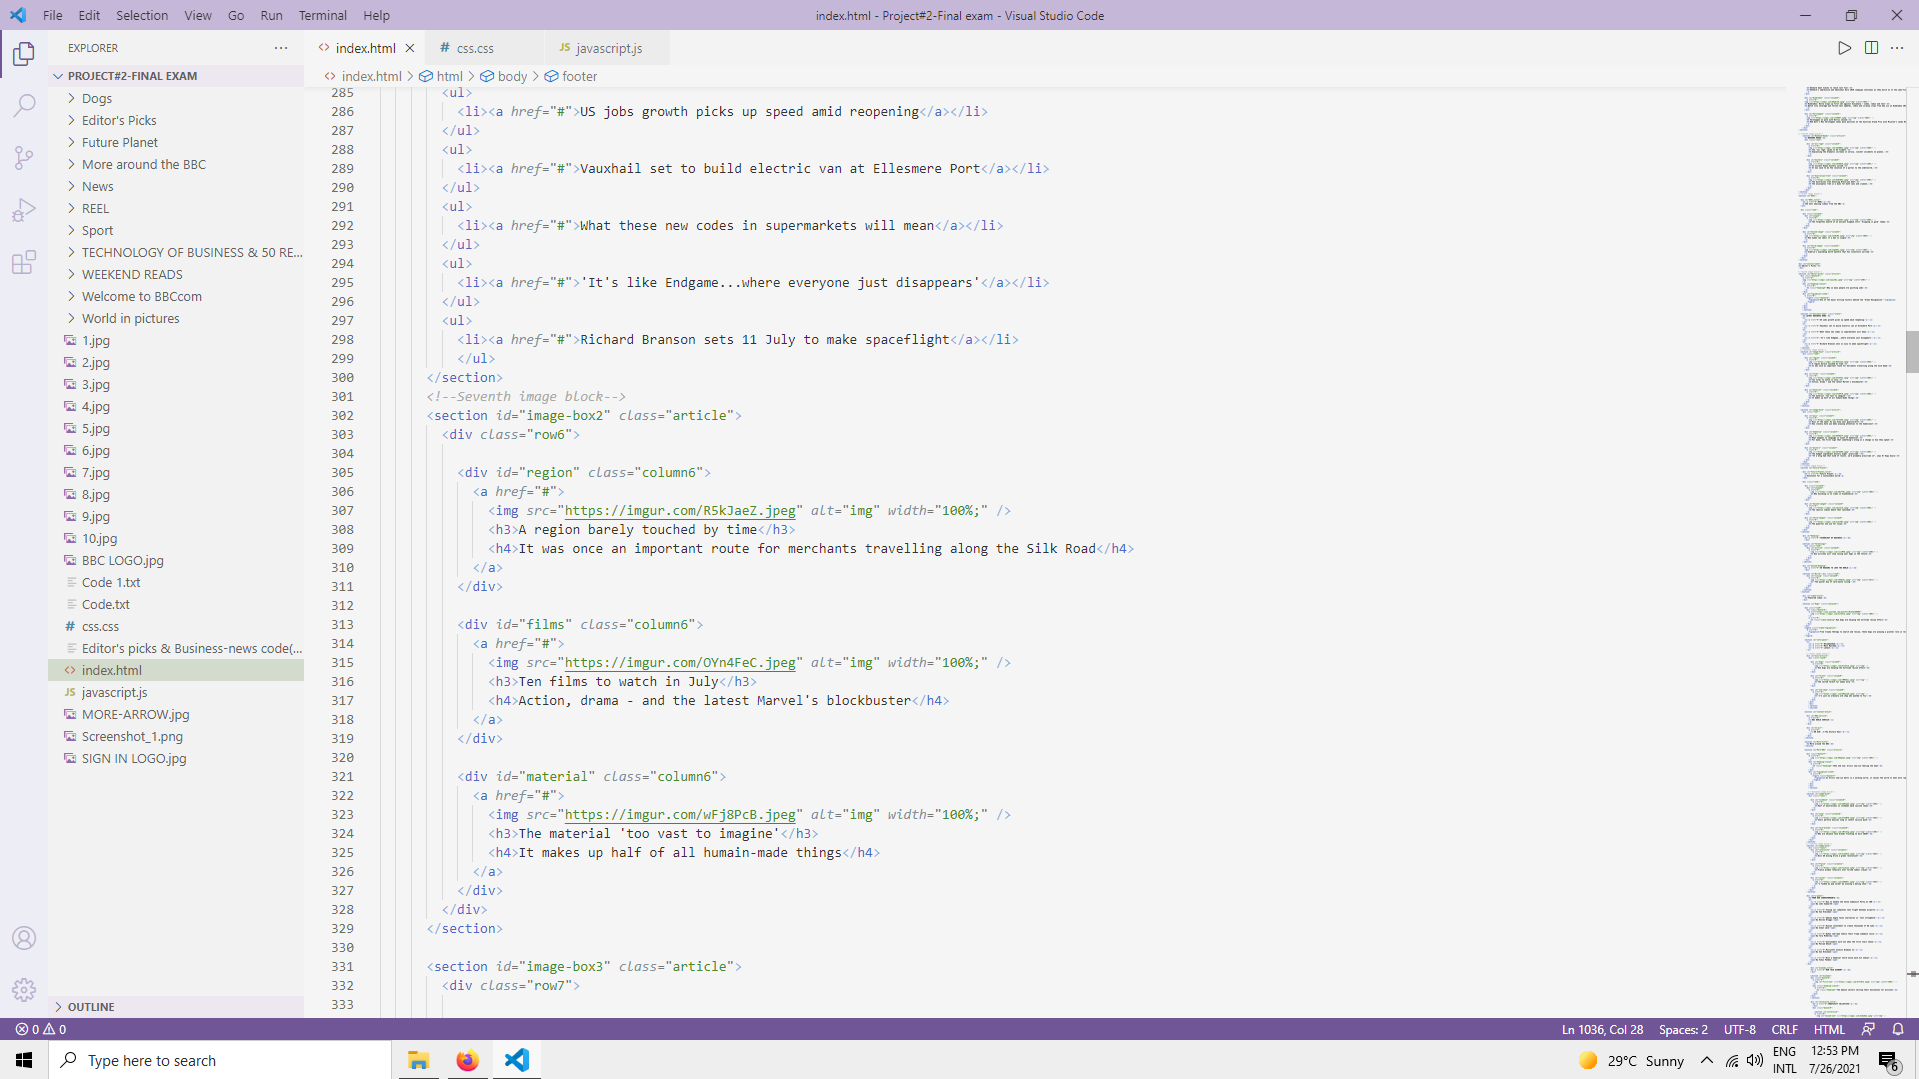 File Edit Selection View Go Run Terminal Help
index.html - Project#2-Final exam - Visual Studio Code
EXPLORER
PROJECT#2-FINAL EXAM
Dogs
Editor's Picks
Future Planet
More around the BBC
News
REEL
Sport
TECHNOLOGY OF BUSINESS & 50 RE...
WEEKEND READS
Welcome to BBCcom
World in pictures
1.jpg
2.jpg
3.jpg
4.jpg
5.jpg
6.jpg
7.jpg
8.jpg
9.jpg
10.jpg
BBC LOGO.jpg
Code 1.txt
Code.txt
# css.css
Editor's picks & Business-news code(...
<> index.html
JS javascript.js
MORE-ARROW.jpg
Screenshot_1.png
SIGN IN LOGO.jpg
OUTLINE
<> index.html # css.css JS javascript.js
<> index.html > html > body > footer
285 <ul>
286 <li><a href="#">US jobs growth picks up speed amid reopening</a></li>
287 </ul>
288 <ul>
289 <li><a href="#">Vauxhail set to build electric van at Ellesmere Port</a></li>
290 </ul>
291 <ul>
292 <li><a href="#">What these new codes in supermarkets will mean</a></li>
293 </ul>
294 <ul>
295 <li><a href="#">'It's like Endgame...where everyone just disappears'</a></li>
296 </ul>
297 <ul>
298 <li><a href="#">Richard Branson sets 11 July to make spaceflight</a></li>
299 </ul>
300 </section>
301 <!--Seventh image block-->
302 <section id="image-box2" class="article">
303 <div class="row6">
304
305 <div id="region" class="column6">
306 <a href="#">
307 <img src="https://imgur.com/R5kJaeZ.jpeg" alt="img" width="100%;" />
308 <h3>A region barely touched by time</h3>
309 <h4>It was once an important route for merchants travelling along the Silk Road</h4>
310 </a>
311 </div>
312
313 <div id="films" class="column6">
314 <a href="#">
315 <img src="https://imgur.com/OYn4FeC.jpeg" alt="img" width="100%;" />
316 <h3>Ten films to watch in July</h3>
317 <h4>Action, drama - and the latest Marvel's blockbuster</h4>
318 </a>
319 </div>
320
321 <div id="material" class="column6">
322 <a href="#">
323 <img src="https://imgur.com/wFj8PcB.jpeg" alt="img" width="100%;" />
324 <h3>The material 'too vast to imagine'</h3>
325 <h4>It makes up half of all humain-made things</h4>
326 </a>
327 </div>
328 </div>
329 </section>
330
331 <section id="image-box3" class="article">
332 <div class="row7">
333
0 0
Ln 1036, Col 28 Spaces: 2 UTF-8 CRLF HTML
Type here to search
29°C Sunny
ENG
INTL
12:53 PM
7/26/2021
6